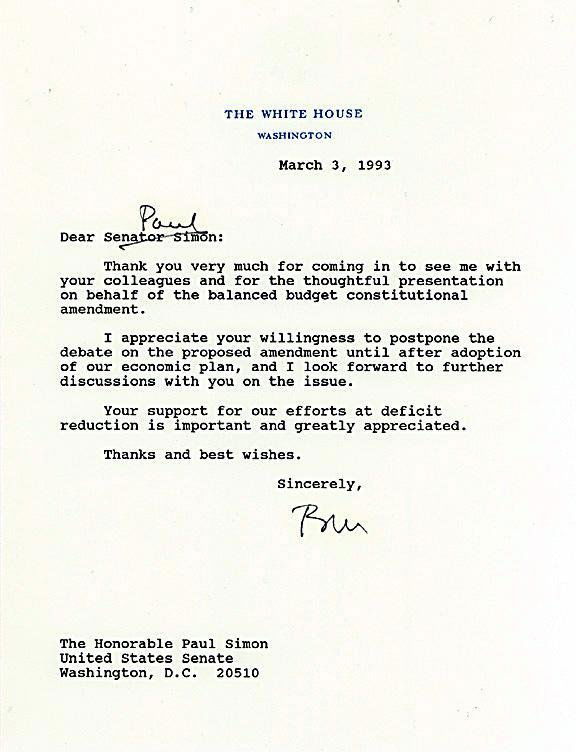 THE WHITE HOUSE
WASHINGTON
March 3, 1993
Paul
Dear Senator Simon:
Thank you very much for coming in to see me with
your colleagues and for the thoughtful presentation
on behalf of the balanced budget constitutional
amendment.
I appreciate your willingness to postpone the
debate on the proposed amendment until after adoption
of our economic plan, and I look forward to further
discussions with you on the issue.
Your support for our efforts at deficit
reduction is important and greatly appreciated.
Thanks and best wishes.
Sincerely,
Bill
The Honorable Paul Simon
United States Senate
Washington, D.C.  20510